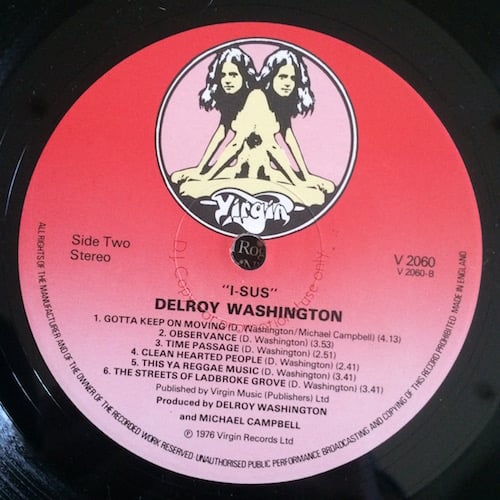 Virgin
Side Two
Stereo
V 2060
V 2060-B
"I-SUS"
DELROY WASHINGTON
1. GOTTA KEEP ON MOVING (D. Washington/Michael Campbell) (4.13)
2. OBSERVANCE (D. Washington) (3.53)
3. TIME PASSAGE (D. Washington) (2.51)
4. CLEAN HEARTED PEOPLE (D. Washington) (2.41)
5. THIS YA REGGAE MUSIC (D. Washington) (3.41)
6. THE STREETS OF LADBROKE GROVE (D. Washington) (3.41)
Published by Virgin Music (Publishers) Ltd
Produced by DELROY WASHINGTON
and MICHAEL CAMPBELL
℗ 1976 Virgin Records Ltd
ALL RIGHTS OF THE MANUFACTURER AND OF THE OWNER OF THE RECORDED WORK RESERVED · UNAUTHORISED PUBLIC PERFORMANCE BROADCASTING AND COPYING OF THIS RECORD PROHIBITED MADE IN ENGLAND
DJ Copy
use only.